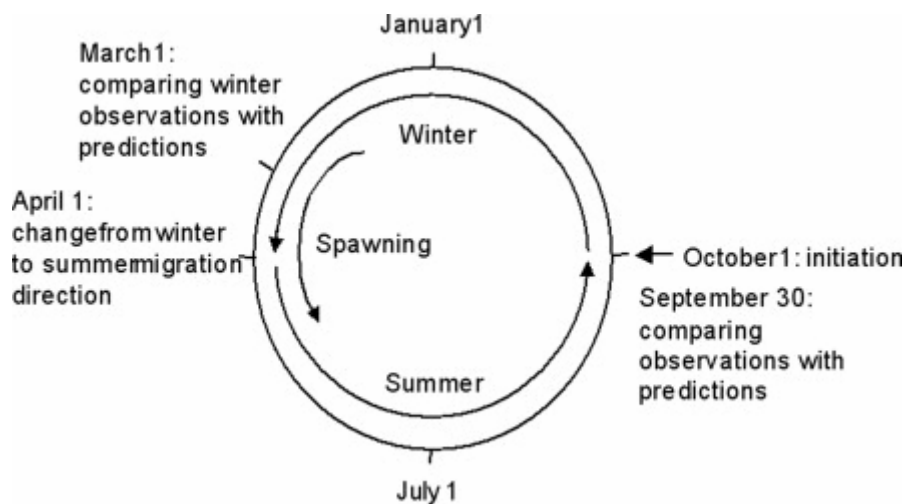 January1
March1:
comparing winter
observations with
predictions
Winter
April 1:
changefromwinter
to summermigration
direction
Spawning
October1: initiation
September 30:
comparing
observations with
predictions
Summer
July 1